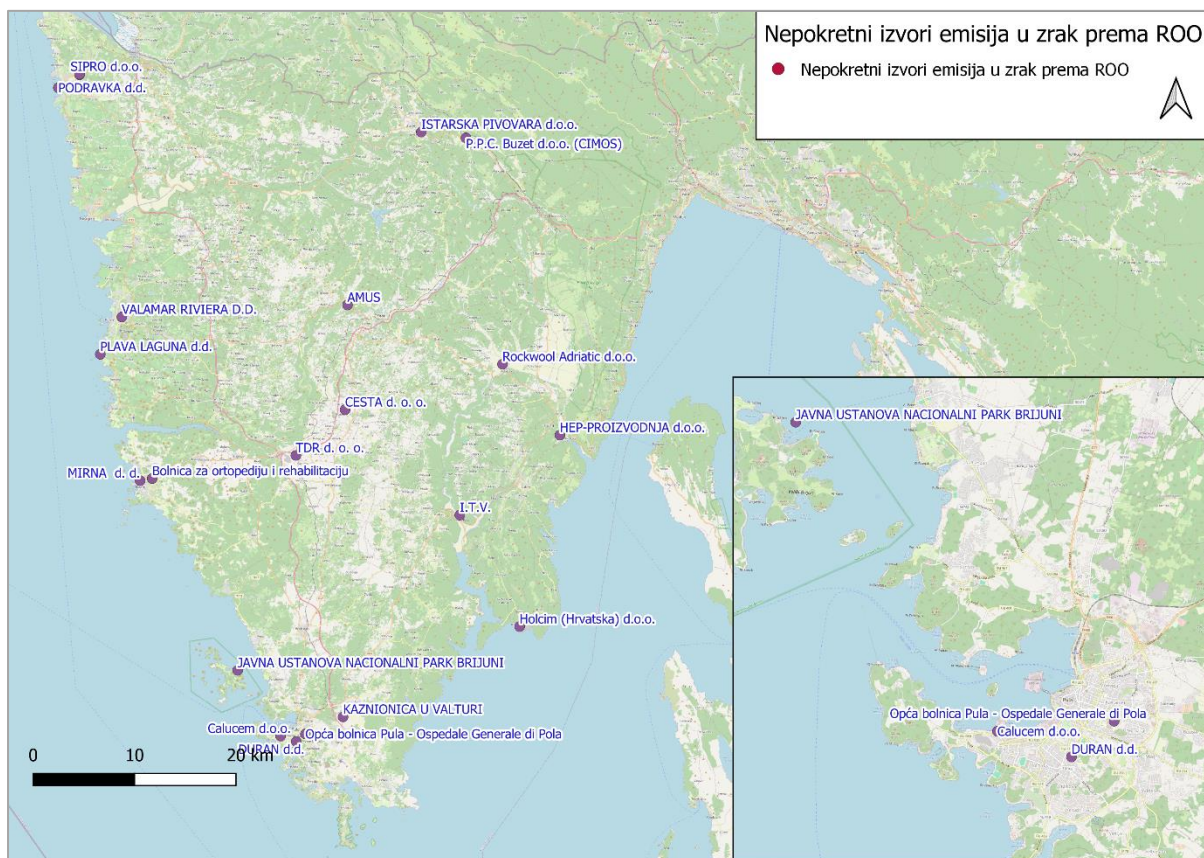 Nepokretni izvori emisija u zrak prema ROO
Nepokretni izvori emisija u zrak prema ROO
SIPRO d.o.o.
PODRAVKA d.d.
ISTARSKA PIVOVARA d.o.o.
P.P.C. Buzet d.o.o. (CIMOS)
AMUS
VALAMAR RIVIERA D.D.
PLAVA LAGUNA d.d.
Rockwool Adriatic d.o.o.
CESTA d. o. o.
HEP-PROIZVODNJA d.o.o.
TDR d. o. o.
MIRNA d. d.
Bolnica za ortopediju i rehabilitaciju
I.T.V.
Holcim (Hrvatska) d.o.o.
JAVNA USTANOVA NACIONALNI PARK BRIJUNI
KAZNIONICA U VALTURI
Calucem d.o.o.
Opća bolnica Pula - Ospedale Generale di Pola
DURAN d.d.
0 10 20 km
JAVNA USTANOVA NACIONALNI PARK BRIJUNI
Opća bolnica Pula - Ospedale Generale di Pola
Calucem d.o.o.
DURAN d.d.